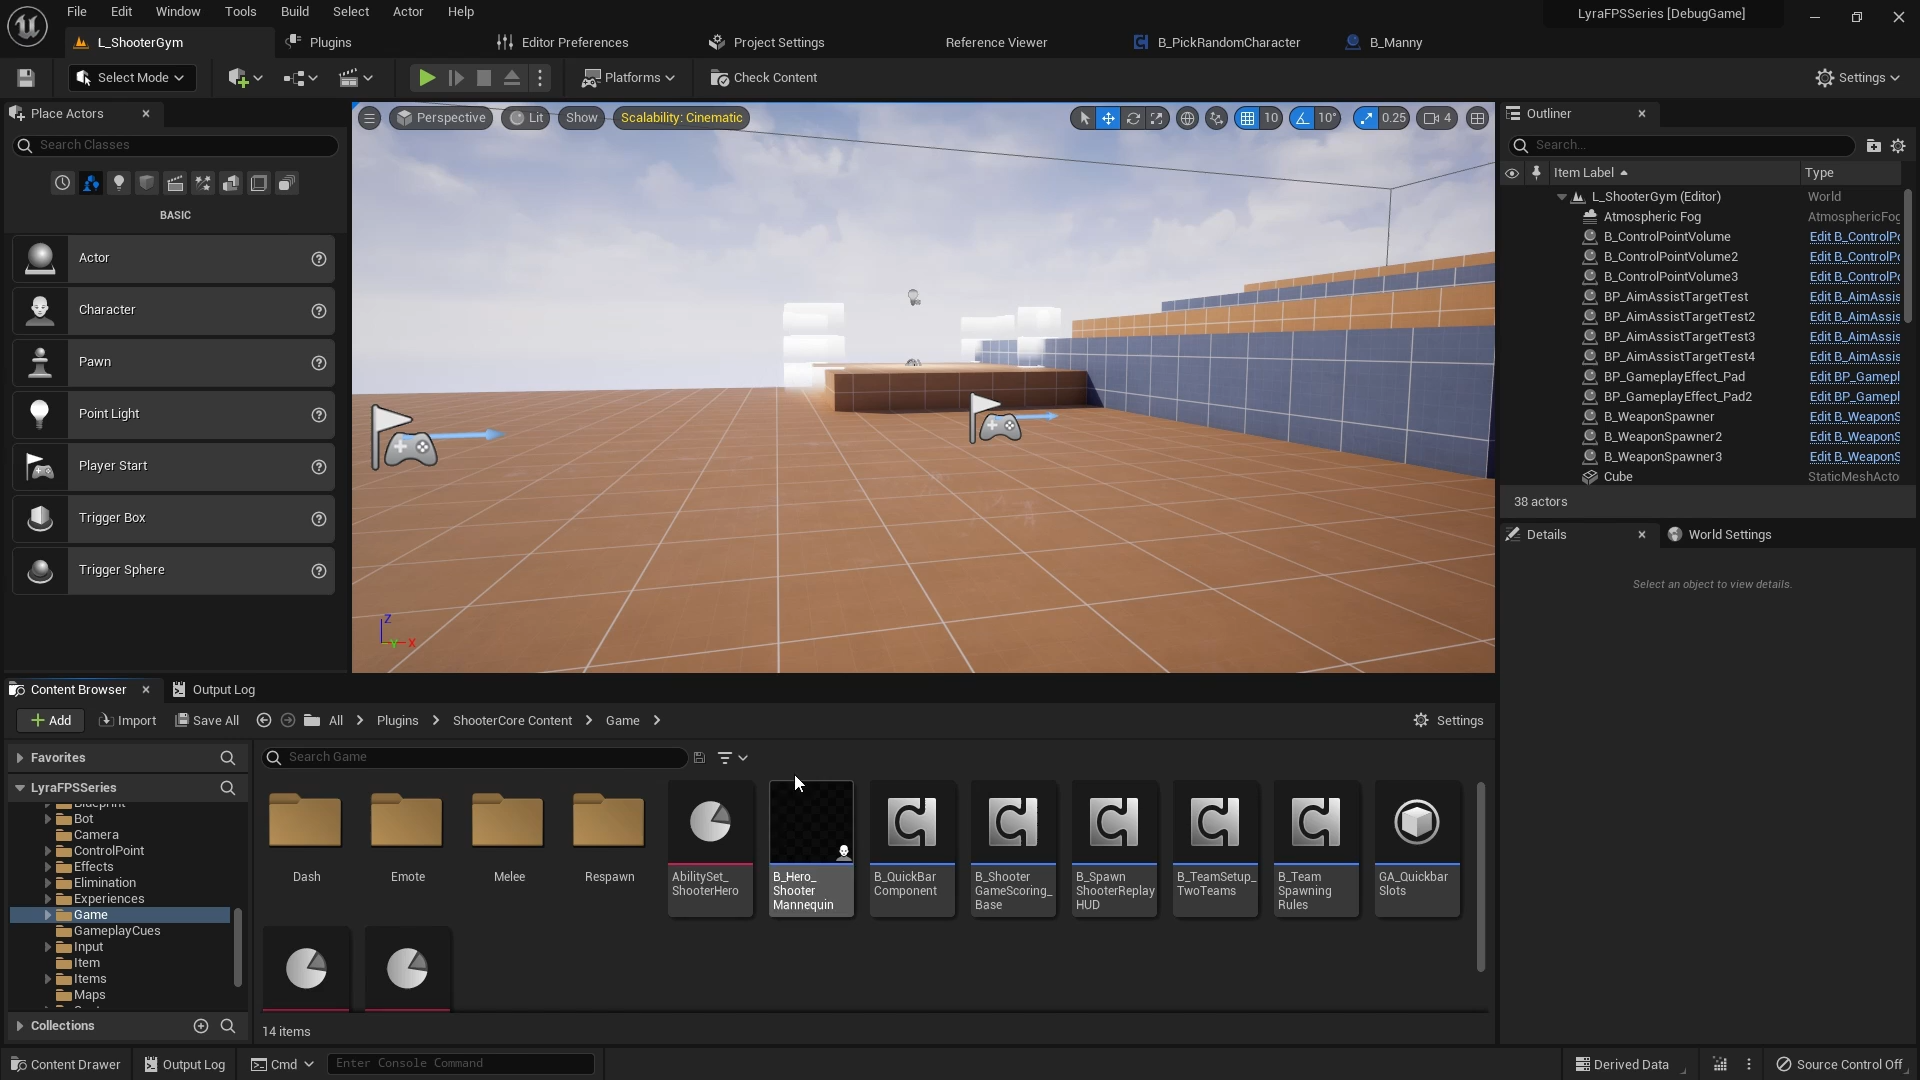 File Edit Window Tools Build Select Actor Help
LyraFPSSeries [DebugGame]
L_ShooterGym
Plugins
Editor Preferences
Project Settings
Reference Viewer
B_PickRandomCharacter
B_Manny
Select Mode
Platforms
Check Content
Settings
Place Actors
Search Classes
BASIC
Actor
Character
Pawn
Point Light
Player Start
Trigger Box
Trigger Sphere
Perspective
Lit
Show
Scalability: Cinematic
10
10°
0.25
4
Z
Y
X
Outliner
Search...
Item Label
Type
L_ShooterGym (Editor) World
Atmospheric Fog AtmosphericFog
B_ControlPointVolume Edit B_ControlPo
B_ControlPointVolume2 Edit B_ControlPo
B_ControlPointVolume3 Edit B_ControlPo
BP_AimAssistTargetTest Edit B_AimAssis
BP_AimAssistTargetTest2 Edit B_AimAssis
BP_AimAssistTargetTest3 Edit B_AimAssis
BP_AimAssistTargetTest4 Edit B_AimAssis
BP_GameplayEffect_Pad Edit BP_Gamepl
BP_GameplayEffect_Pad2 Edit BP_Gamepl
B_WeaponSpawner Edit B_WeaponS
B_WeaponSpawner2 Edit B_WeaponS
B_WeaponSpawner3 Edit B_WeaponS
Cube StaticMeshActo
38 actors
Details
World Settings
Select an object to view details.
Content Browser
Output Log
Add
Import
Save All
All
Plugins
ShooterCore Content
Game
Settings
Favorites
LyraFPSSeries
Blueprint
Bot
Camera
ControlPoint
Effects
Elimination
Experiences
Game
GameplayCues
Input
Item
Items
Maps
Collections
Search Game
Dash
Emote
Melee
Respawn
AbilitySet_
ShooterHero
B_Hero_
Shooter
Mannequin
B_QuickBar
Component
B_Shooter
GameScoring_
Base
B_Spawn
ShooterReplay
HUD
B_TeamSetup_
TwoTeams
B_Team
Spawning
Rules
GA_Quickbar
Slots
14 items
Content Drawer
Output Log
Cmd
Enter Console Command
Derived Data
Source Control Off